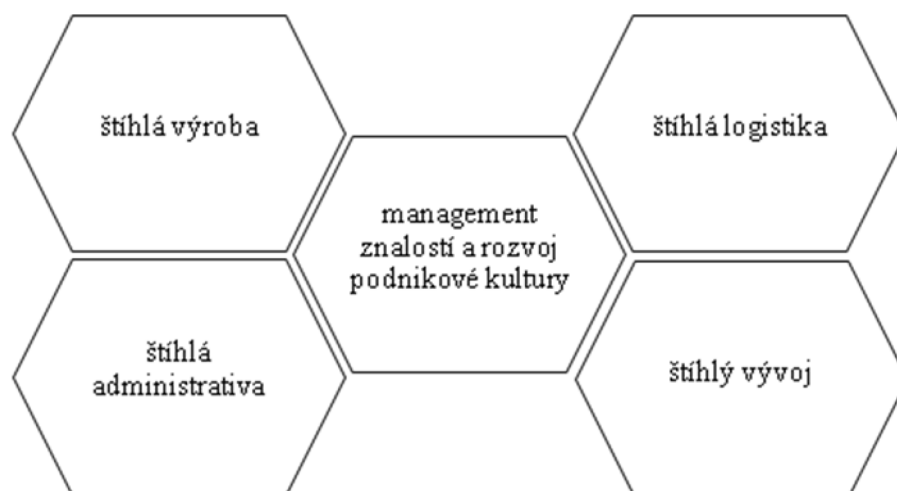 štíhlá výroba
štíhlá logistika
management
znalostí a rozvoj
podnikové kultury
štíhlá
administrativa
štíhlý vývoj